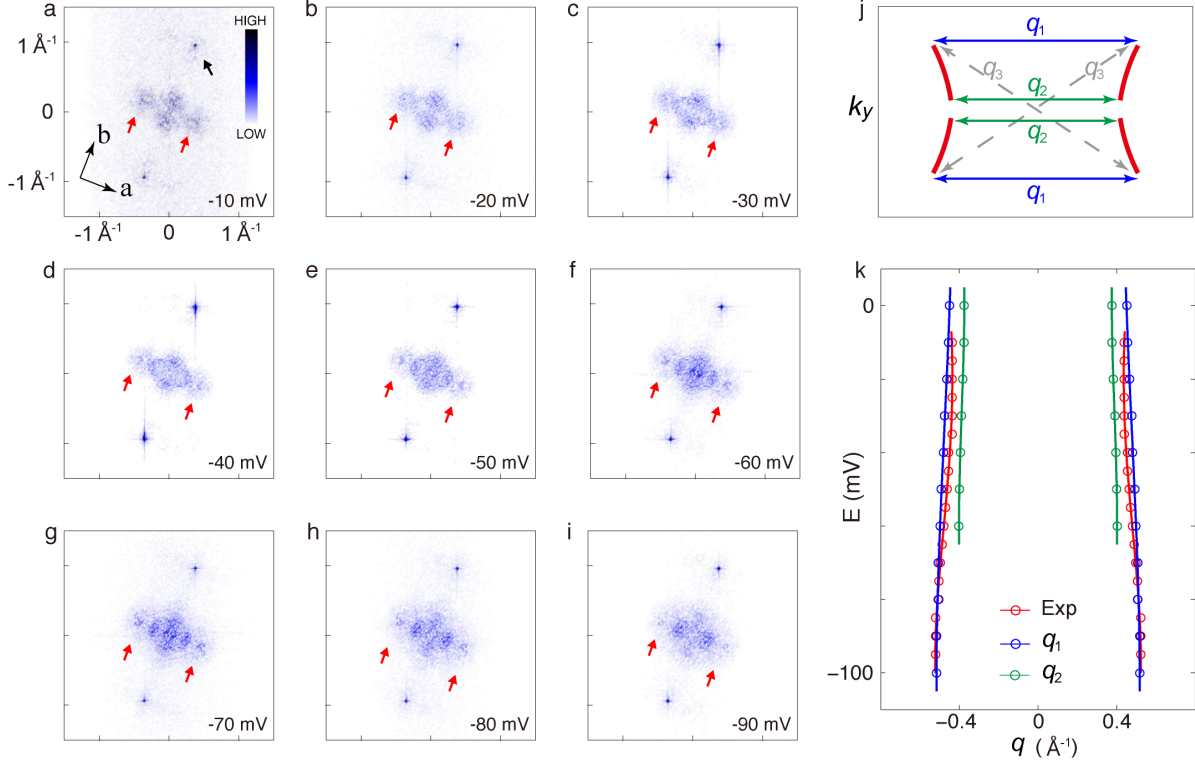 a
HIGH
LOW
1 Å-1
0
-1 Å-1
b
a
-10 mV
-1 Å-1
0
1 Å-1
b
-20 mV
c
-30 mV
j
ky
q1
q3
q3
q2
q2
q1
d
-40 mV
e
-50 mV
f
-60 mV
g
-70 mV
h
-80 mV
i
-90 mV
k
E (mV)
0
−100
Exp
q1
q2
−0.4
0
0.4
q (Å-1)